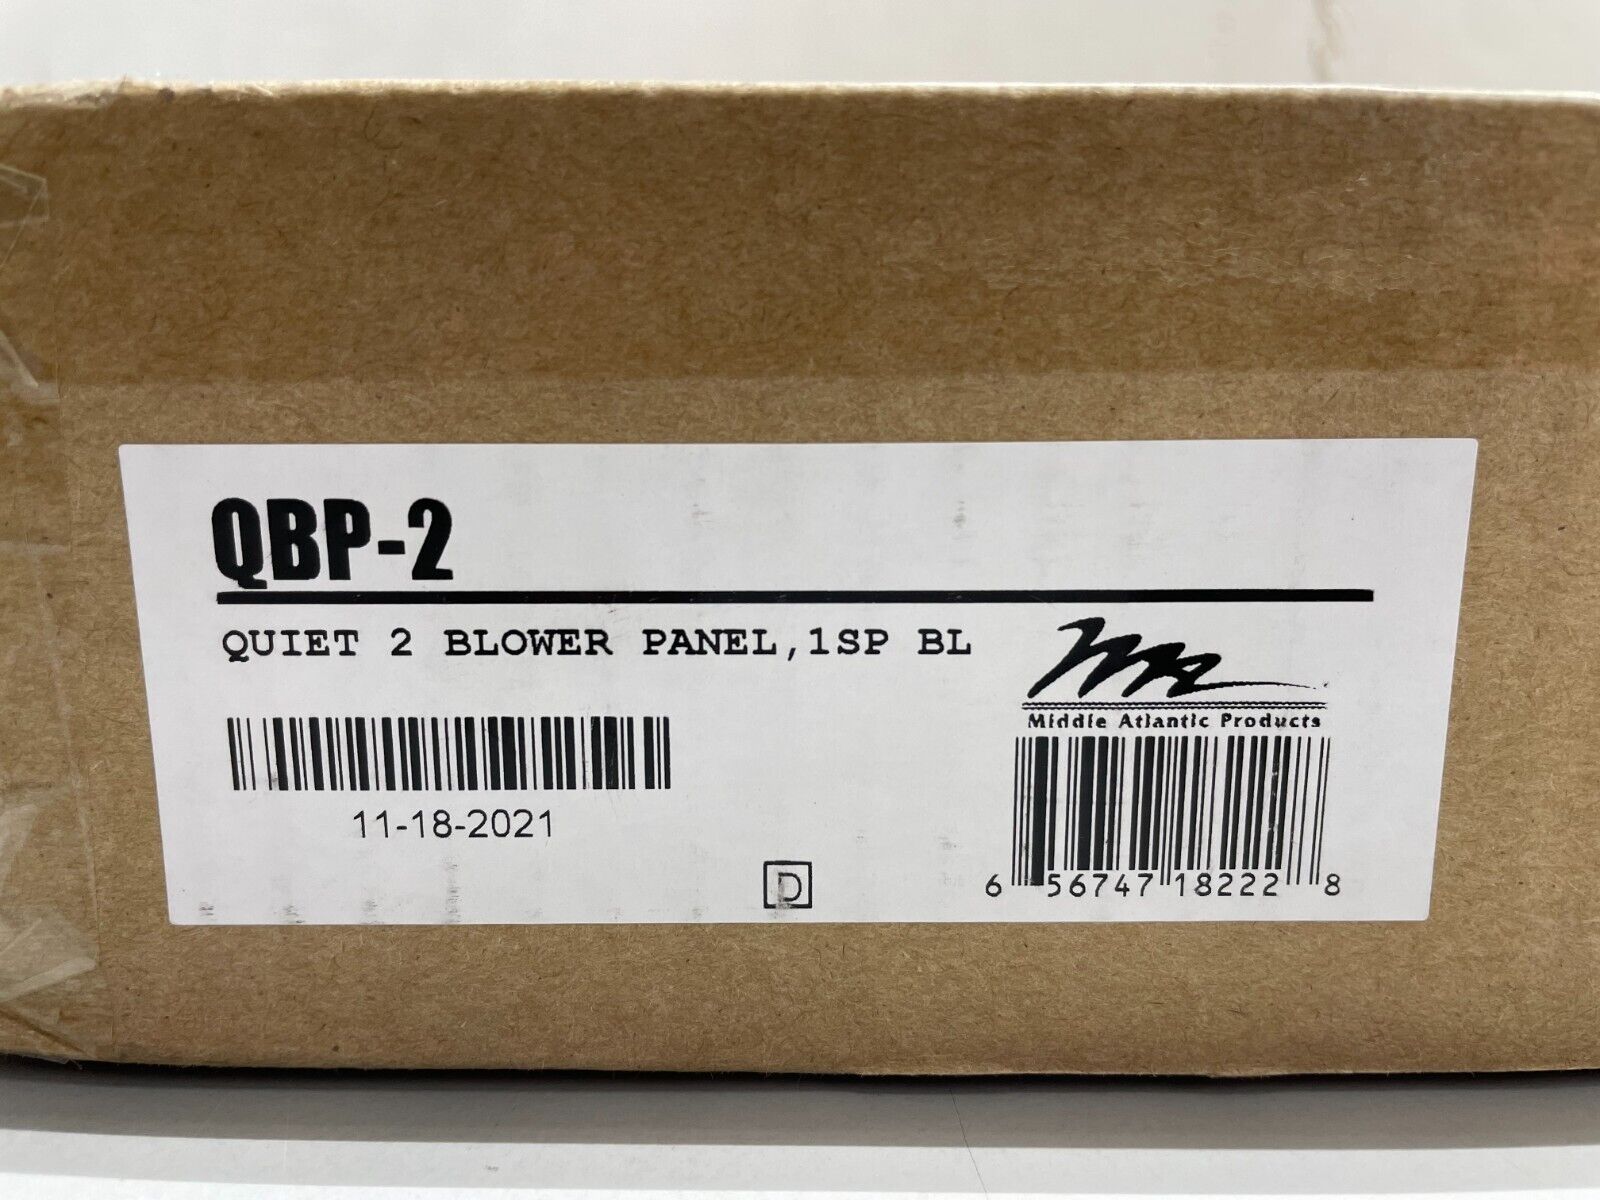 QBP-2
QUIET 2 BLOWER PANEL,1SP BL
Middle Atlantic Products
11-18-2021
D
6 56747 18222 8